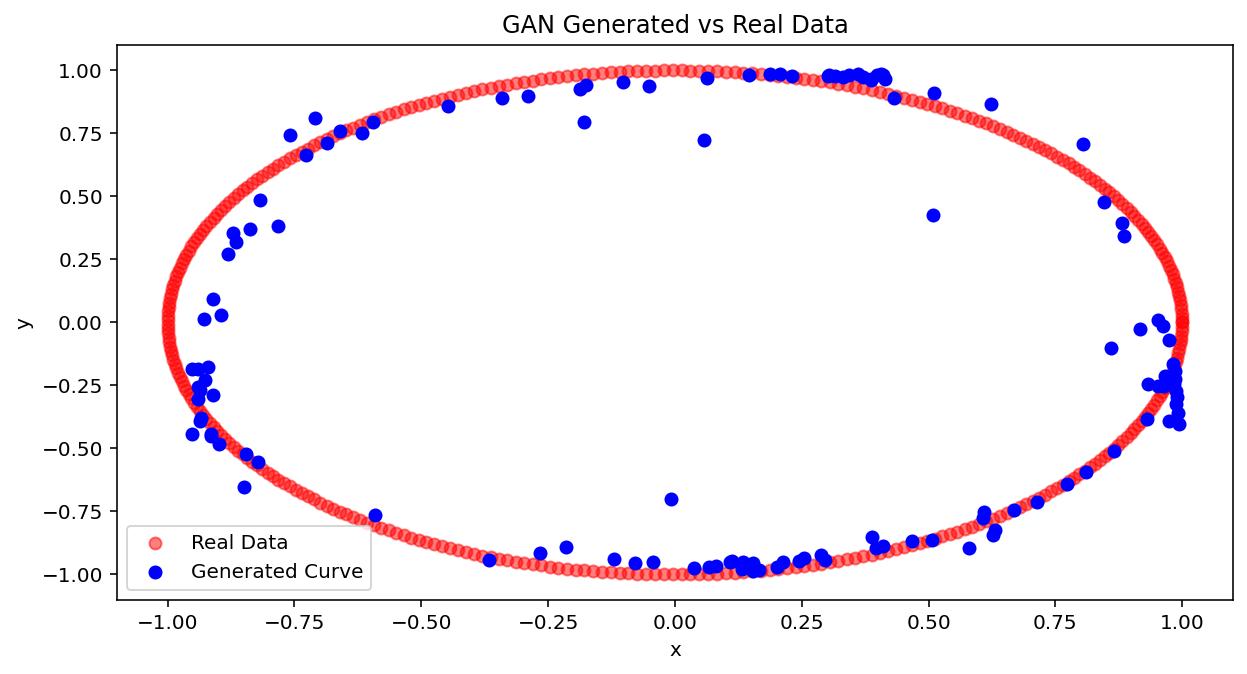 GAN Generated vs Real Data
1.00
0.75
0.50
0.25
0.00
−0.25
−0.50
−0.75
−1.00
y
Real Data
Generated Curve
−1.00 −0.75 −0.50 −0.25 0.00 0.25 0.50 0.75 1.00
x